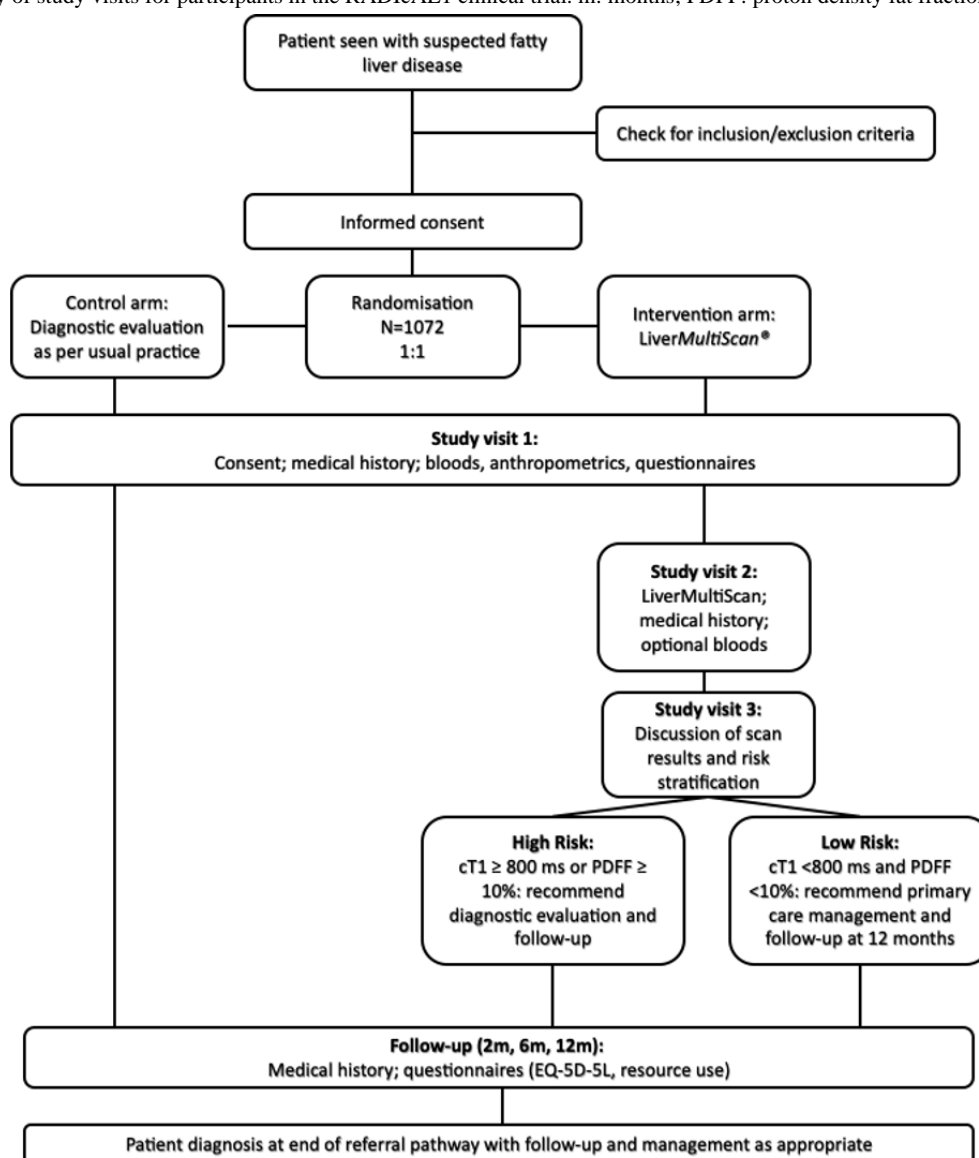 y of study visits for participants in the RADIcAL1 clinical trial. m: months; PDFF: proton density fat fraction
Patient seen with suspected fatty
liver disease
Check for inclusion/exclusion criteria
Informed consent
Control arm:
Diagnostic evaluation
as per usual practice
Randomisation
N=1072
1:1
Intervention arm:
LiverMultiScan®
Study visit 1:
Consent; medical history; bloods, anthropometrics, questionnaires
Study visit 2:
LiverMultiScan;
medical history;
optional bloods
Study visit 3:
Discussion of scan
results and risk
stratification
High Risk:
cT1 ≥ 800 ms or PDFF ≥
10%: recommend
diagnostic evaluation and
follow-up
Low Risk:
cT1 <800 ms and PDFF
<10%: recommend primary
care management and
follow-up at 12 months
Follow-up (2m, 6m, 12m):
Medical history; questionnaires (EQ-5D-5L, resource use)
Patient diagnosis at end of referral pathway with follow-up and management as appropriate